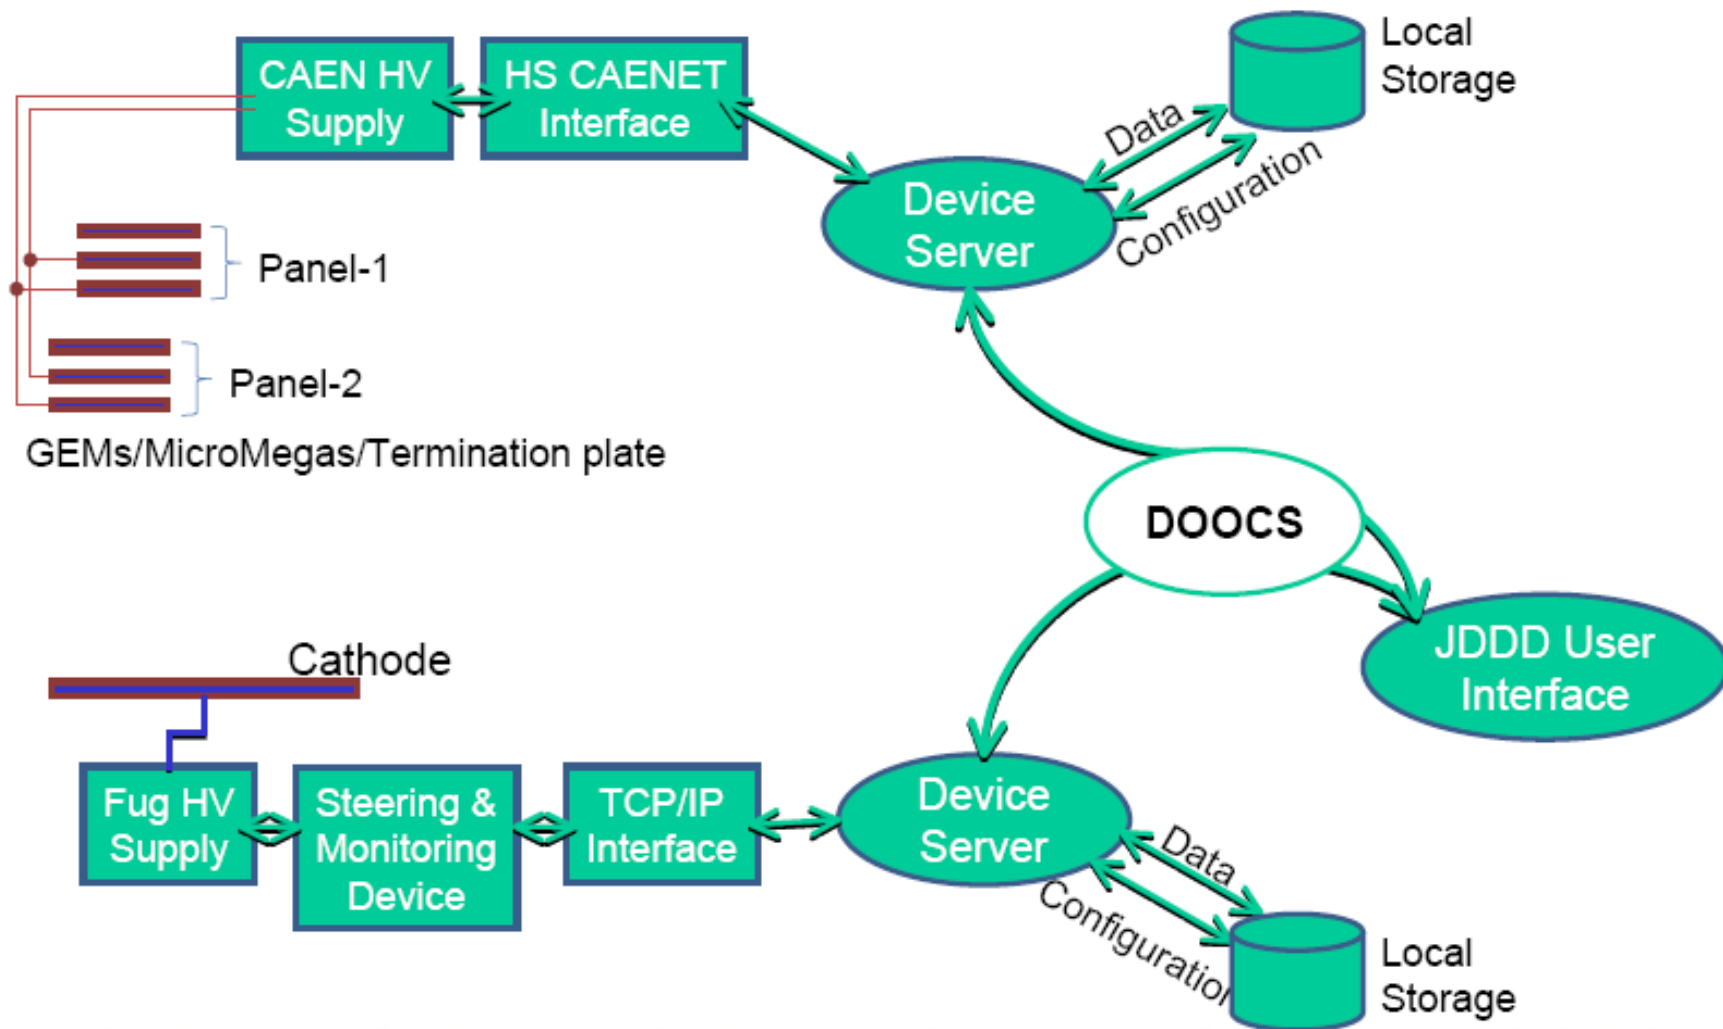 CAEN HV
Supply
HS CAENET
Interface
Local
Storage
Data
Configuration
Device
Server
Panel-1
Panel-2
GEMs/MicroMegas/Termination plate
DOOCS
JDDD User
Interface
Cathode
Fug HV
Supply
Steering &
Monitoring
Device
TCP/IP
Interface
Device
Server
Data
Configuration
Local
Storage